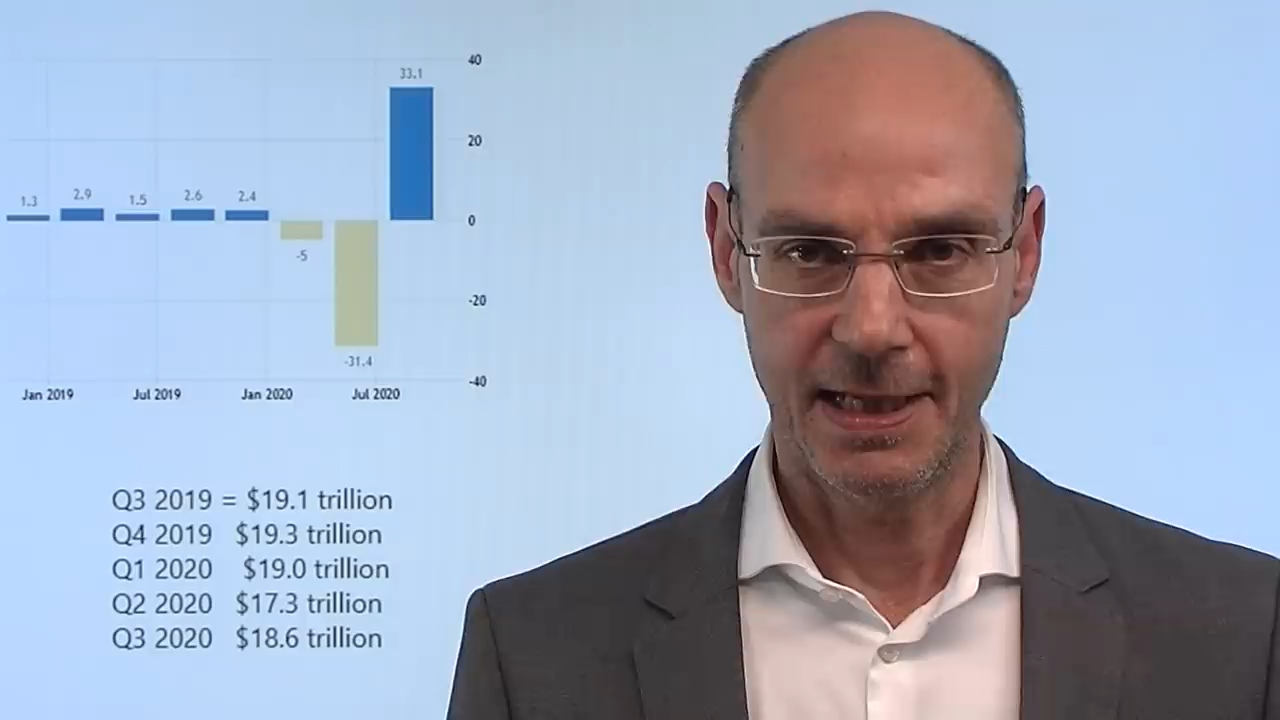 40
33.1
20
1.3
2.9
1.5
2.6
2.4
0
-5
-20
-31.4
-40
Jan 2019 Jul 2019 Jan 2020 Jul 2020
Q3 2019 = $19.1 trillion
Q4 2019 $19.3 trillion
Q1 2020 $19.0 trillion
Q2 2020 $17.3 trillion
Q3 2020 $18.6 trillion